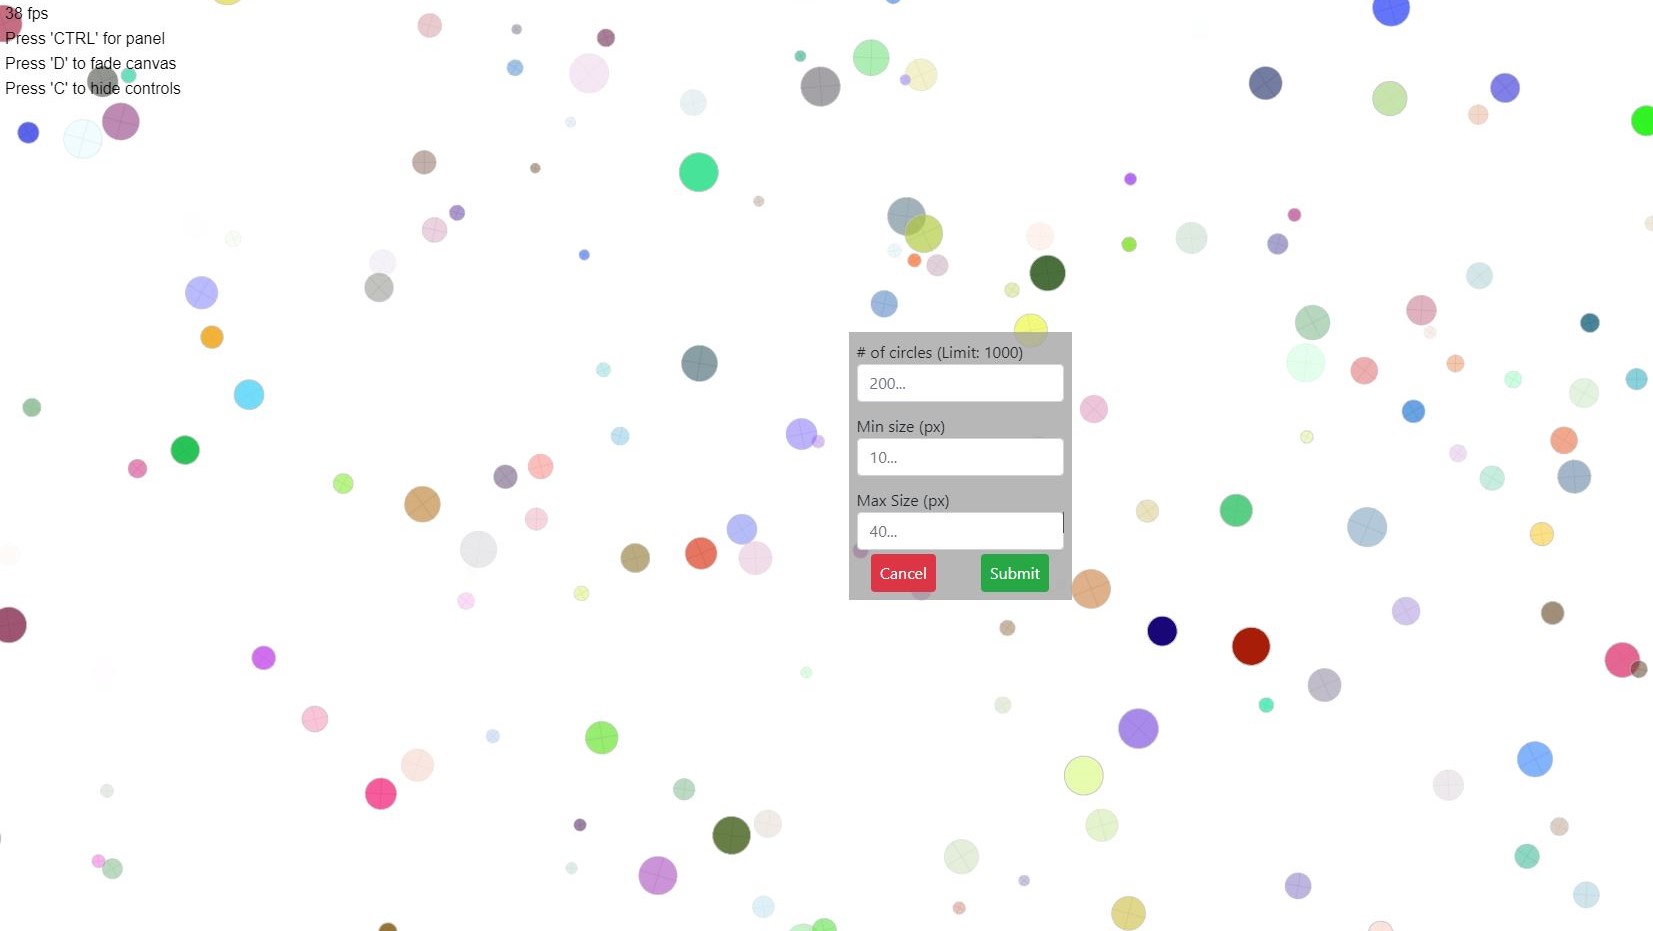 38 fps
Press 'CTRL' for panel
Press 'D' to fade canvas
Press 'C' to hide controls
# of circles (Limit: 1000)
200...
Min size (px)
10...
Max Size (px)
40...
Cancel Submit